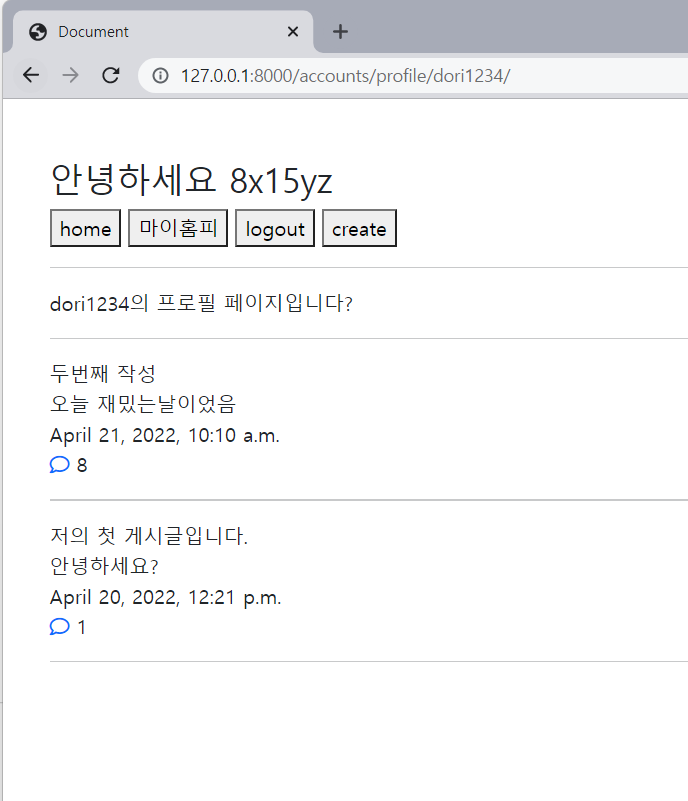 Document
127.0.0.1:8000/accounts/profile/dori1234/
안녕하세요 8x15yz
home 마이홈피 logout create
dori1234의 프로필 페이지입니다?
두번째 작성
오늘 재밌는날이었음
April 21, 2022, 10:10 a.m.
8
저의 첫 게시글입니다.
안녕하세요?
April 20, 2022, 12:21 p.m.
1